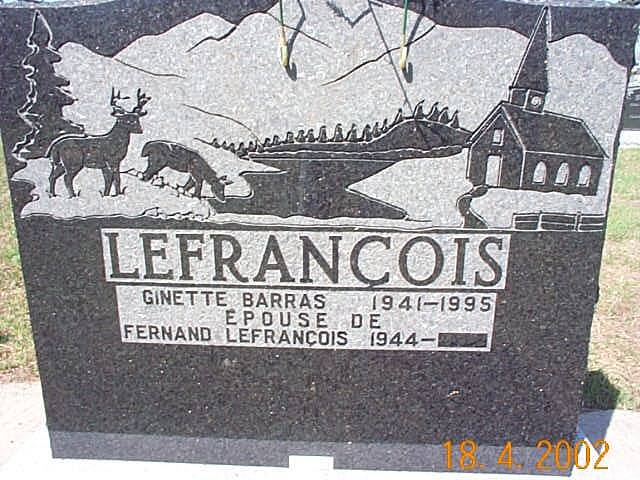 LEFRANÇOIS
GINETTE BARRAS 1941-1995
ÉPOUSE DE
FERNAND LEFRANÇOIS 1944-
18. 4. 2002